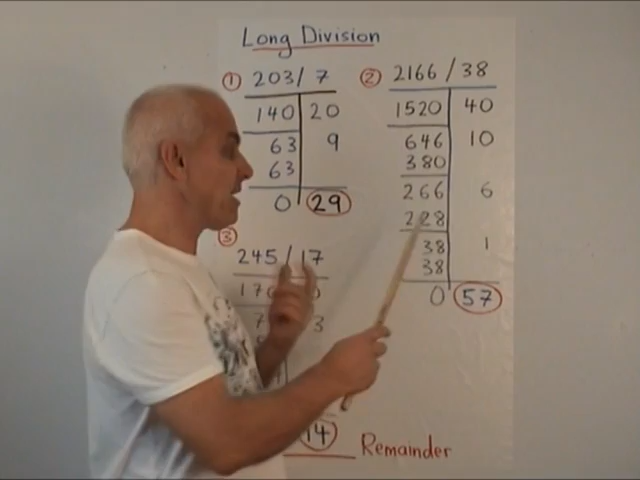 Long Division
① 203 / 7
140 20
63 9
63
0 29
② 2166 / 38
1520 40
646 10
380
266 6
228
38 1
38
0 57
③ 245 / 17
3
14
Remainder